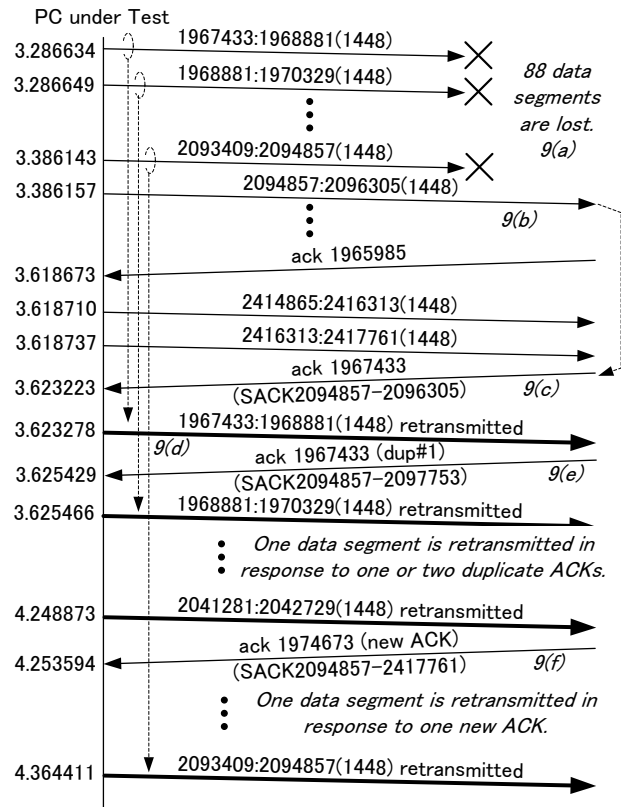 PC under Test
3.286634
1967433:1968881(1448)
3.286649
1968881:1970329(1448)
88 data
segments
are lost.
9(a)
3.386143
2093409:2094857(1448)
3.386157
2094857:2096305(1448)
9(b)
ack 1965985
3.618673
3.618710
2414865:2416313(1448)
3.618737
2416313:2417761(1448)
ack 1967433
3.623223
(SACK2094857-2096305)
9(c)
3.623278
1967433:1968881(1448) retransmitted
9(d)
ack 1967433 (dup#1)
3.625429
(SACK2094857-2097753)
9(e)
3.625466
1968881:1970329(1448) retransmitted
One data segment is retransmitted in
response to one or two duplicate ACKs.
4.248873
2041281:2042729(1448) retransmitted
ack 1974673 (new ACK)
4.253594
(SACK2094857-2417761)
9(f)
One data segment is retransmitted in
response to one new ACK.
4.364411
2093409:2094857(1448) retransmitted